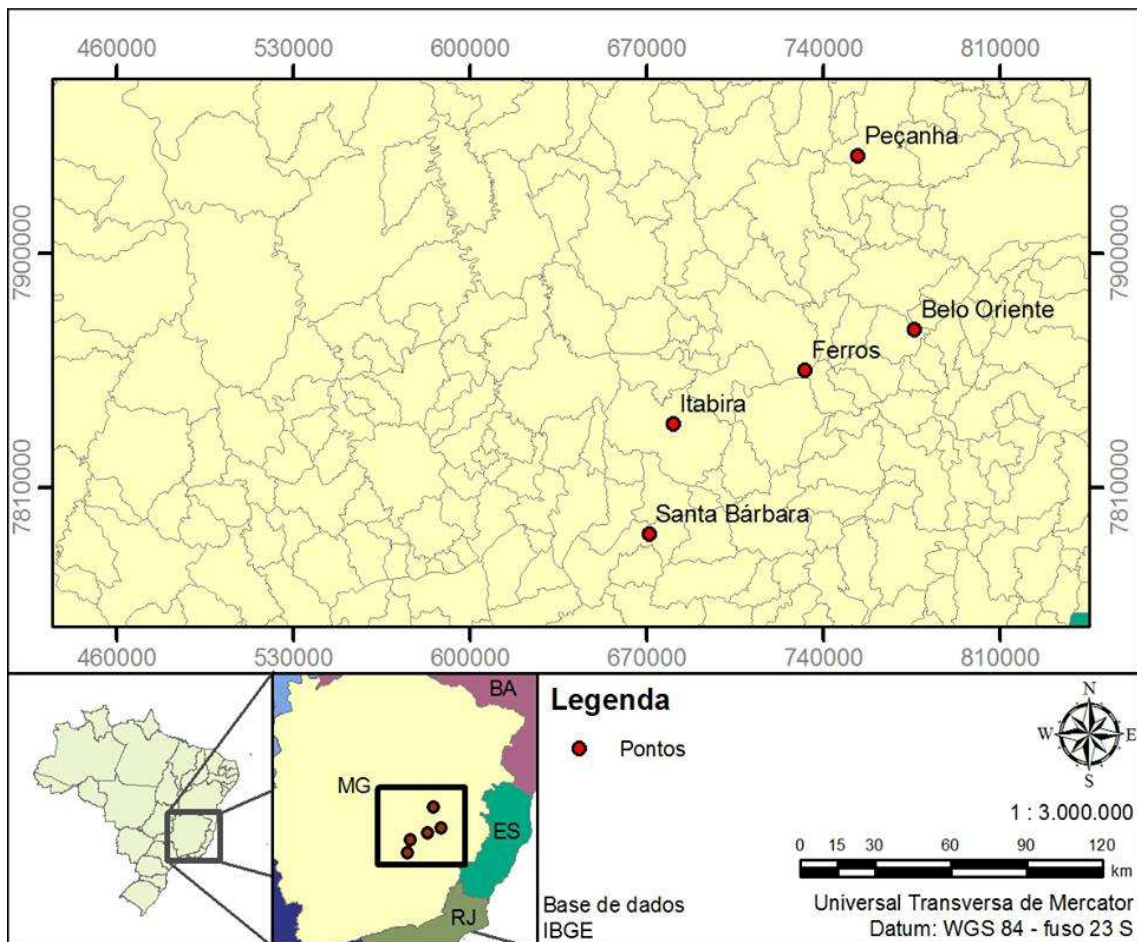 460000 530000 600000 670000 740000 810000
Peçanha
7900000 7900000
Belo Oriente
Ferros
Itabira
7810000 7810000
Santa Bárbara
460000 530000 600000 670000 740000 810000
BA
MG
ES
RJ
Legenda
Pontos
N
W E
S
1 : 3.000.000
0 15 30 60 90 120
km
Base de dados
IBGE
Universal Transversa de Mercator
Datum: WGS 84 - fuso 23 S